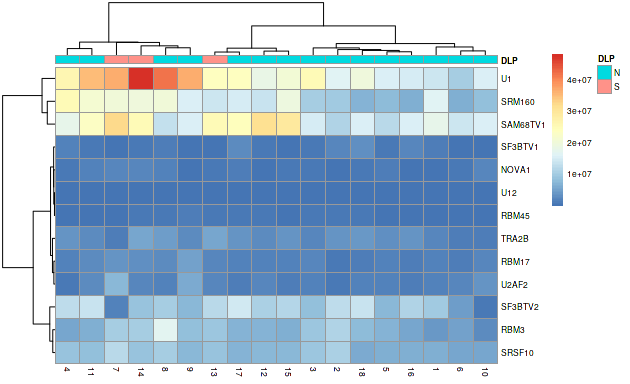 DLP
U1
SRM160
SAM68TV1
SF3BTV1
NOVA1
U12
RBM45
TRA2B
RBM17
U2AF2
SF3BTV2
RBM3
SRSF10
4 11 7 14 8 9 13 17 12 15 3 2 18 5 16 1 6 10
4e+07
3e+07
2e+07
1e+07
DLP
N
S